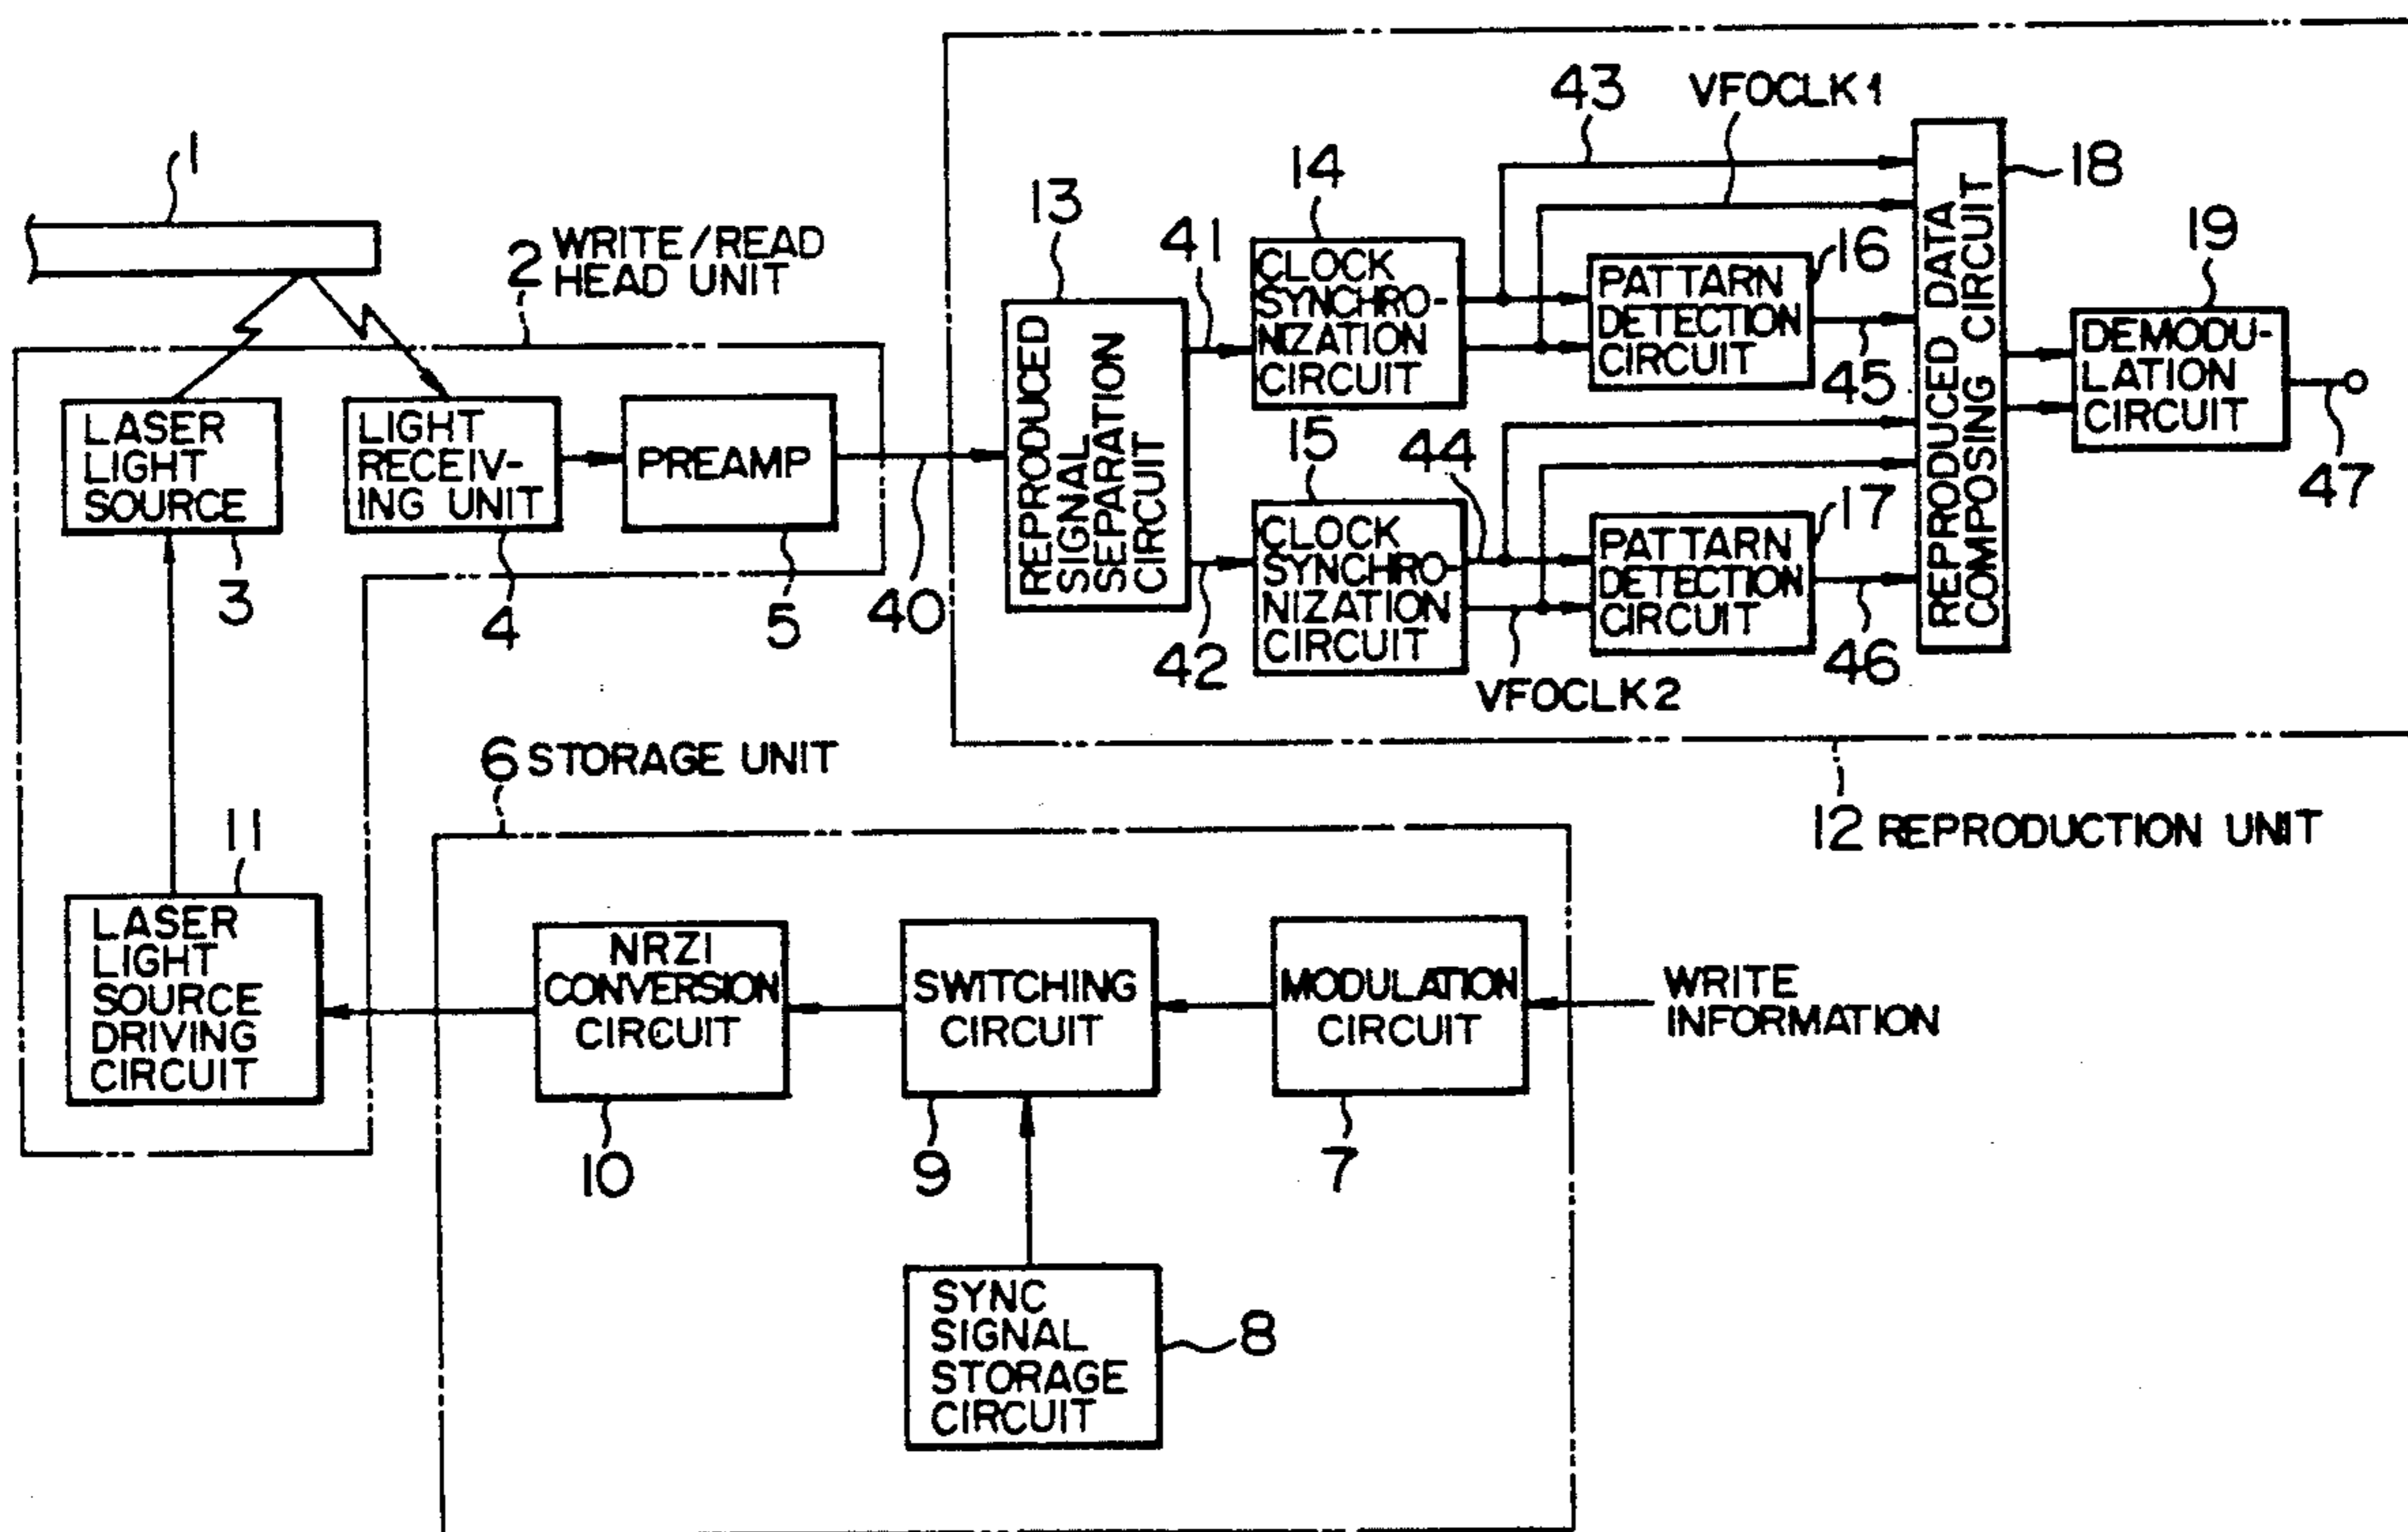 1
2 WRITE/READ
HEAD UNIT
LASER
LIGHT
SOURCE
3
LIGHT
RECEIV-
ING UNIT
4
PREAMP
5
40
13
REPRODUCED
SIGNAL
SEPARATION
CIRCUIT
41
42
14
CLOCK
SYNCHRO-
NIZATION
CIRCUIT
15
CLOCK
SYNCHRO-
NIZATION
CIRCUIT
43
VFOCLK1
44
VFOCLK2
16
PATTARN
DETECTION
CIRCUIT
45
17
PATTARN
DETECTION
CIRCUIT
46
18
REPRODUCED DATA
COMPOSING CIRCUIT
19
DEMODU-
LATION
CIRCUIT
47
12 REPRODUCTION UNIT
6 STORAGE UNIT
11
LASER
LIGHT
SOURCE
DRIVING
CIRCUIT
NRZI
CONVERSION
CIRCUIT
10
SWITCHING
CIRCUIT
9
MODULATION
CIRCUIT
7
WRITE
INFORMATION
SYNC
SIGNAL
STORAGE
CIRCUIT
8